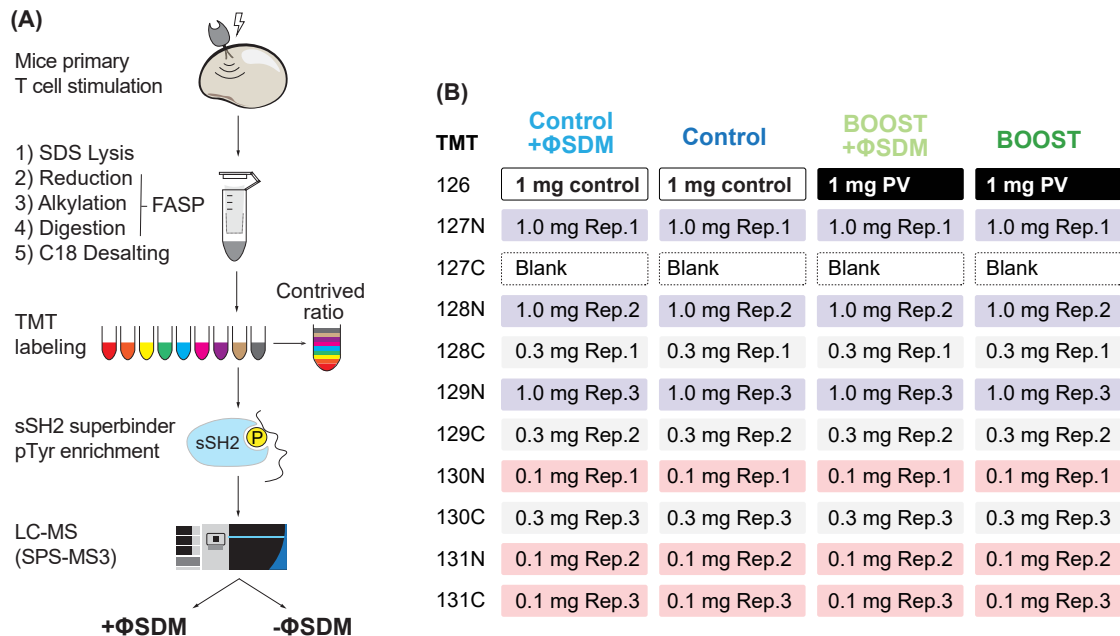 (A)
Mice primary
T cell stimulation
1) SDS Lysis
2) Reduction
3) Alkylation
4) Digestion
5) C18 Desalting
FASP
TMT
labeling
Contrived
ratio
sSH2 superbinder
pTyr enrichment
sSH2
P
LC-MS
(SPS-MS3)
+ΦSDM
-ΦSDM
(B)
TMT
Control
+ΦSDM
Control
BOOST
+ΦSDM
BOOST
126 1 mg control 1 mg control 1 mg PV 1 mg PV
127N 1.0 mg Rep.1 1.0 mg Rep.1 1.0 mg Rep.1 1.0 mg Rep.1
127C Blank Blank Blank Blank
128N 1.0 mg Rep.2 1.0 mg Rep.2 1.0 mg Rep.2 1.0 mg Rep.2
128C 0.3 mg Rep.1 0.3 mg Rep.1 0.3 mg Rep.1 0.3 mg Rep.1
129N 1.0 mg Rep.3 1.0 mg Rep.3 1.0 mg Rep.3 1.0 mg Rep.3
129C 0.3 mg Rep.2 0.3 mg Rep.2 0.3 mg Rep.2 0.3 mg Rep.2
130N 0.1 mg Rep.1 0.1 mg Rep.1 0.1 mg Rep.1 0.1 mg Rep.1
130C 0.3 mg Rep.3 0.3 mg Rep.3 0.3 mg Rep.3 0.3 mg Rep.3
131N 0.1 mg Rep.2 0.1 mg Rep.2 0.1 mg Rep.2 0.1 mg Rep.2
131C 0.1 mg Rep.3 0.1 mg Rep.3 0.1 mg Rep.3 0.1 mg Rep.3